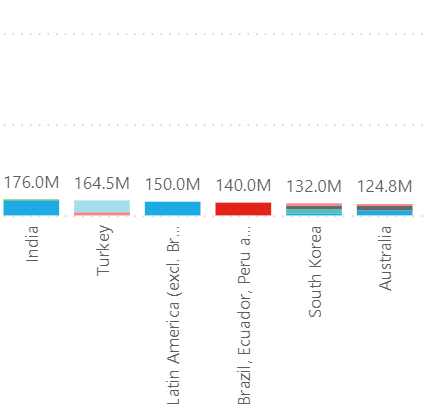 176.0M
164.5M
150.0M
140.0M
132.0M
124.8M
India
Turkey
Latin America (excl. Br...
Brazil, Ecuador, Peru a...
South Korea
Australia